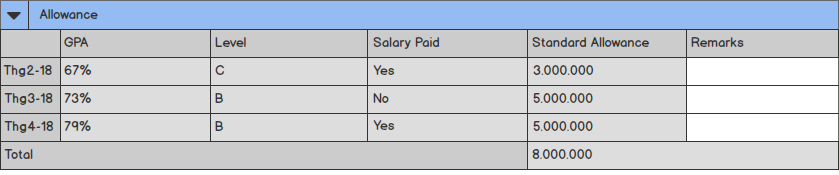 Allowance
GPA Level Salary Paid Standard Allowance Remarks
Thg2-18 67% C Yes 3.000.000
Thg3-18 73% B No 5.000.000
Thg4-18 79% B Yes 5.000.000
Total 8.000.000